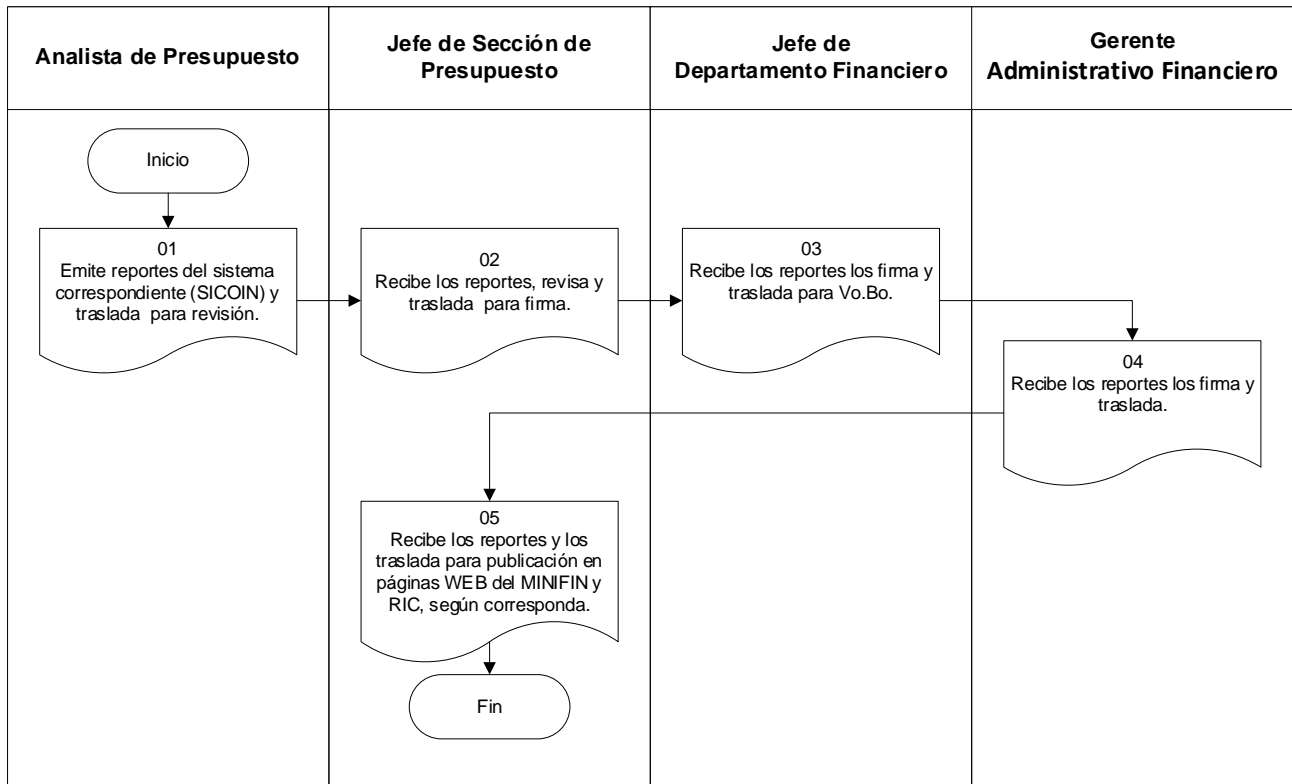 Analista de Presupuesto
Jefe de Sección de
Presupuesto
Jefe de
Departamento Financiero
Gerente
Administrativo Financiero
Inicio
01
Emite reportes del sistema
correspondiente (SICOIN) y
traslada para revisión.
02
Recibe los reportes, revisa y
traslada para firma.
03
Recibe los reportes los firma y
traslada para Vo.Bo.
04
Recibe los reportes los firma y
traslada.
05
Recibe los reportes y los
traslada para publicación en
páginas WEB del MINIFIN y
RIC, según corresponda.
Fin